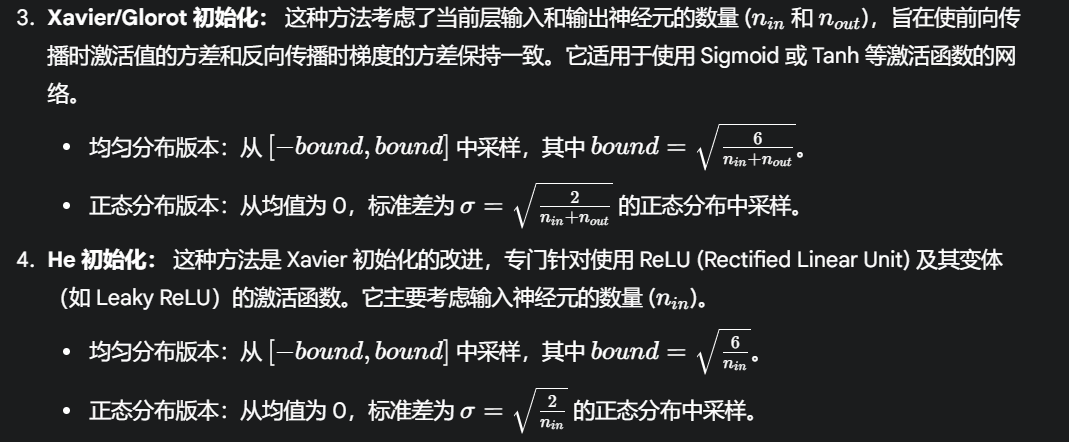 3. Xavier/Glorot 初始化： 这种方法考虑了当前层输入和输出神经元的数量 (n_{in} 和 n_{out})，旨在使前向传
播时激活值的方差和反向传播时梯度的方差保持一致。它适用于使用 Sigmoid 或 Tanh 等激活函数的网
络。
• 均匀分布版本：从 [−bound, bound] 中采样，其中 bound = \sqrt{\frac{6}{n_{in}+n_{out}}}。
• 正态分布版本：从均值为 0，标准差为 σ = \sqrt{\frac{2}{n_{in}+n_{out}}} 的正态分布中采样。
4. He 初始化： 这种方法是 Xavier 初始化的改进，专门针对使用 ReLU (Rectified Linear Unit) 及其变体
（如 Leaky ReLU）的激活函数。它主要考虑输入神经元的数量 (n_{in})。
• 均匀分布版本：从 [−bound, bound] 中采样，其中 bound = \sqrt{\frac{6}{n_{in}}}。
• 正态分布版本：从均值为 0，标准差为 σ = \sqrt{\frac{2}{n_{in}}} 的正态分布中采样。